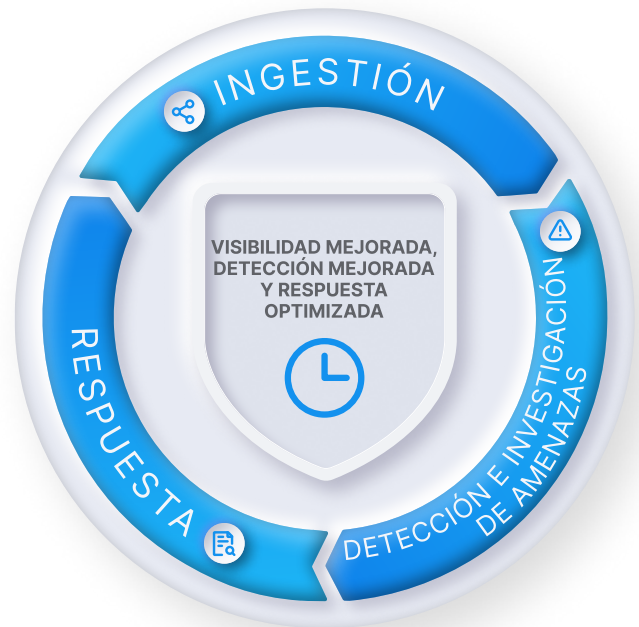 INGESTIÓN
VISIBILIDAD MEJORADA,
DETECCIÓN MEJORADA
Y RESPUESTA
OPTIMIZADA
DETECCIÓN E INVESTIGACIÓN
DE AMENAZAS
RESPUESTA